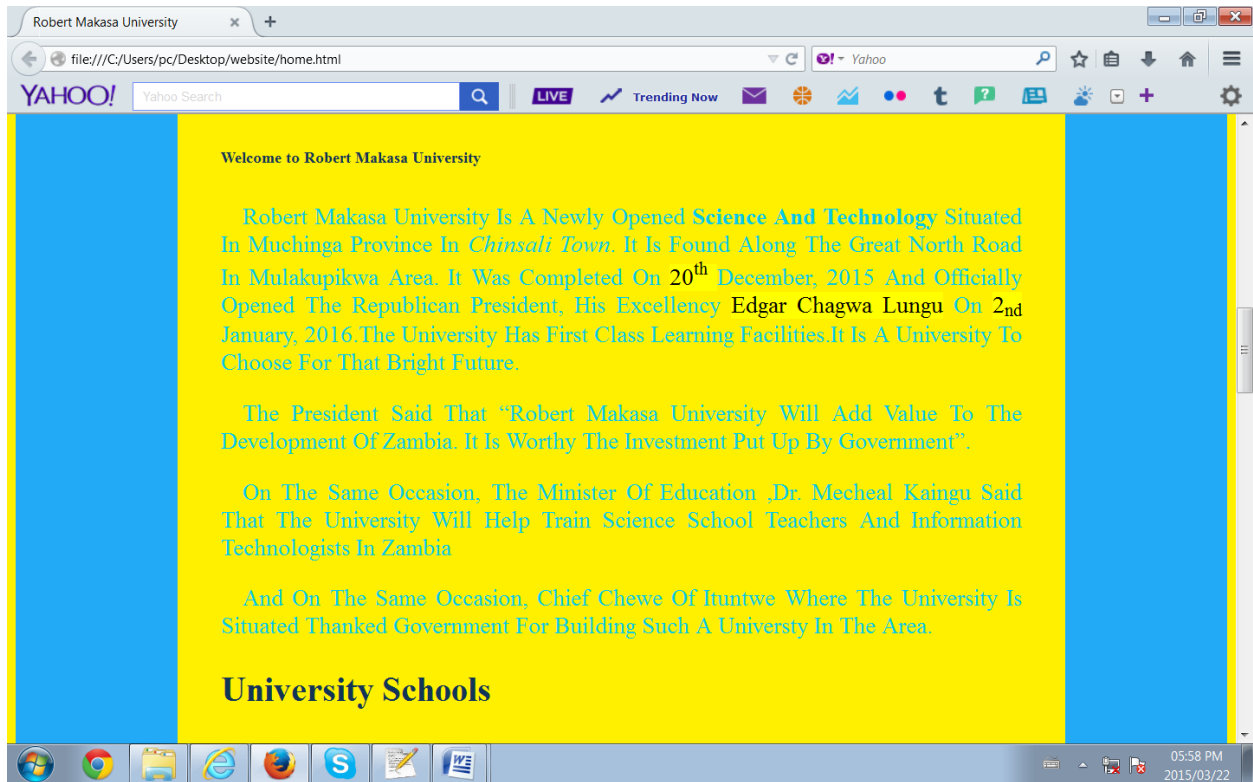 Robert Makasa University
file:///C:/Users/pc/Desktop/website/home.html
Yahoo
YAHOO!
Yahoo Search
LIVE
Trending Now
Welcome to Robert Makasa University
Robert Makasa University Is A Newly Opened Science And Technology Situated
In Muchinga Province In Chinsali Town. It Is Found Along The Great North Road
In Mulakupikwa Area. It Was Completed On 20th December, 2015 And Officially
Opened The Republican President, His Excellency Edgar Chagwa Lungu On 2nd
January, 2016.The University Has First Class Learning Facilities.It Is A University To
Choose For That Bright Future.
The President Said That “Robert Makasa University Will Add Value To The
Development Of Zambia. It Is Worthy The Investment Put Up By Government”.
On The Same Occasion, The Minister Of Education ,Dr. Mecheal Kaingu Said
That The University Will Help Train Science School Teachers And Information
Technologists In Zambia
And On The Same Occasion, Chief Chewe Of Ituntwe Where The University Is
Situated Thanked Government For Building Such A Universty In The Area.
University Schools
05:58 PM
2015/03/22